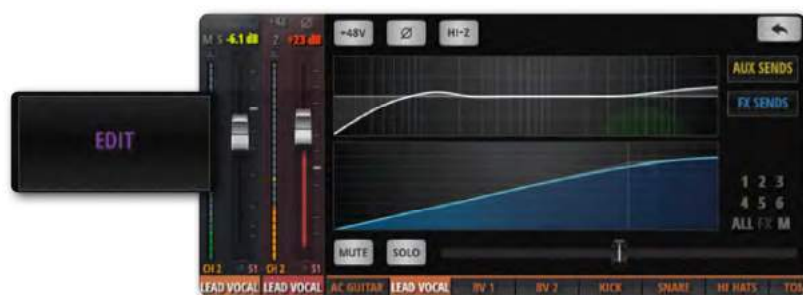 +48 Ø
M S -6.1 dB Z +23 dB +48V Ø HI-Z
AUX SENDS
FX SENDS
EDIT
1 2 3
4 5 6
ALL FX M
MUTE SOLO
CH 2 S1 CH 2 S1
LEAD VOCAL LEAD VOCAL AC GUITAR LEAD VOCAL BV 1 BV 2 KICK SNARE HI HATS TO